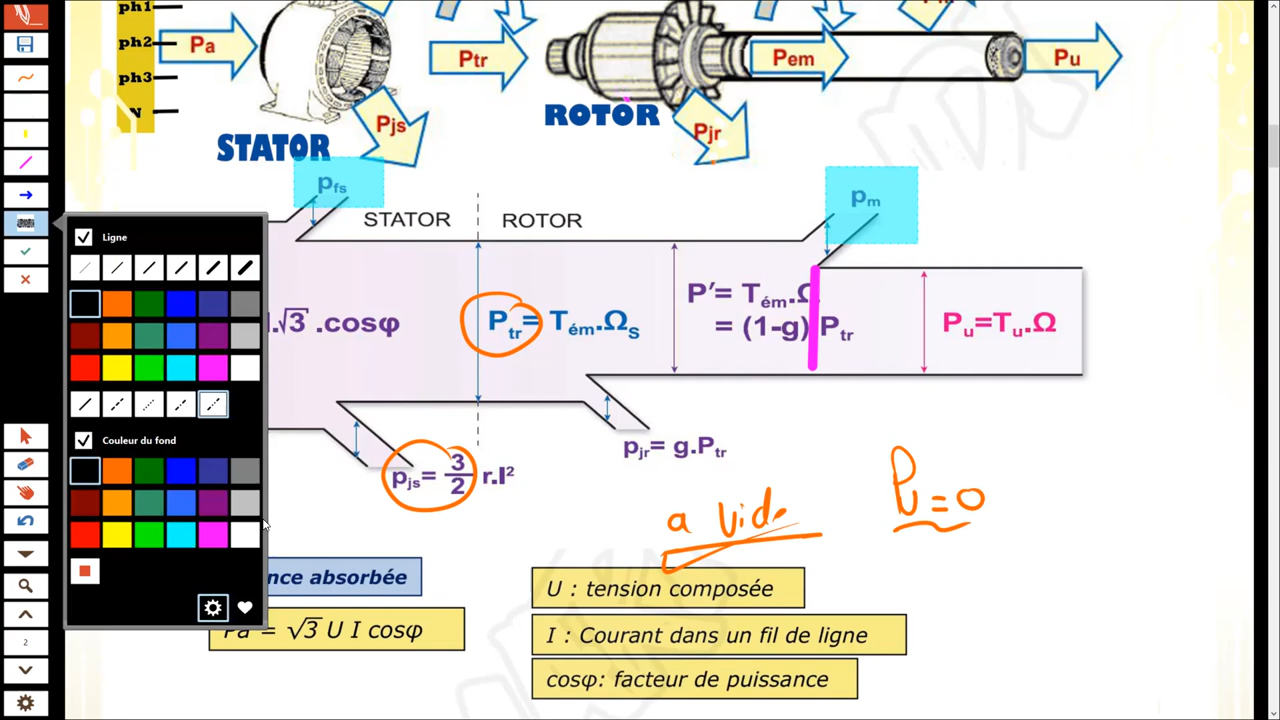 ph1
ph2
ph3
N
Pa
Ptr
Pem
Pu
Pjs
Pjr
STATOR
ROTOR
pfs
STATOR
ROTOR
pm
Ligne
.√3 .cosφ
Ptr= Tém.ΩS
P′= Tém.Ω
= (1-g) Ptr
Pu=Tu.Ω
Couleur du fond
pjs= 3/2 r.I²
pjr= g.Ptr
a vide
Pu = 0
nce absorbée
Pa = √3 U I cosφ
U : tension composée
I : Courant dans un fil de ligne
cosφ: facteur de puissance
2